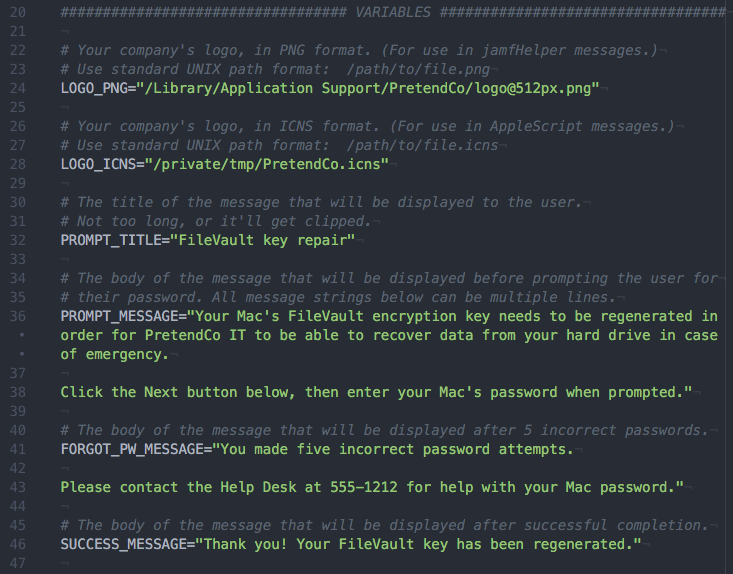 20 ################################## VARIABLES ##################################
21
22 # Your company's logo, in PNG format. (For use in jamfHelper messages.)¬
23 # Use standard UNIX path format:  /path/to/file.png
24 LOGO_PNG="/Library/Application Support/PretendCo/logo@512px.png"
25 ¬
26 # Your company's logo, in ICNS format. (For use in AppleScript messages.)¬
27 # Use standard UNIX path format:  /path/to/file.icns
28 LOGO_ICNS="/private/tmp/PretendCo.icns"¬
29 ¬
30 # The title of the message that will be displayed to the user.¬
31 # Not too long, or it'll get clipped.¬
32 PROMPT_TITLE="FileVault key repair"¬
33 ¬
34 # The body of the message that will be displayed before prompting the user for¬
35 # their password. All message strings below can be multiple lines.¬
36 PROMPT_MESSAGE="Your Mac's FileVault encryption key needs to be regenerated in
• order for PretendCo IT to be able to recover data from your hard drive in case
• of emergency.¬
37 ¬
38 Click the Next button below, then enter your Mac's password when prompted."¬
39 ¬
40 # The body of the message that will be displayed after 5 incorrect passwords.¬
41 FORGOT_PW_MESSAGE="You made five incorrect password attempts.¬
42 ¬
43 Please contact the Help Desk at 555-1212 for help with your Mac password."¬
44 ¬
45 # The body of the message that will be displayed after successful completion.¬
46 SUCCESS_MESSAGE="Thank you! Your FileVault key has been regenerated."¬
47 ¬